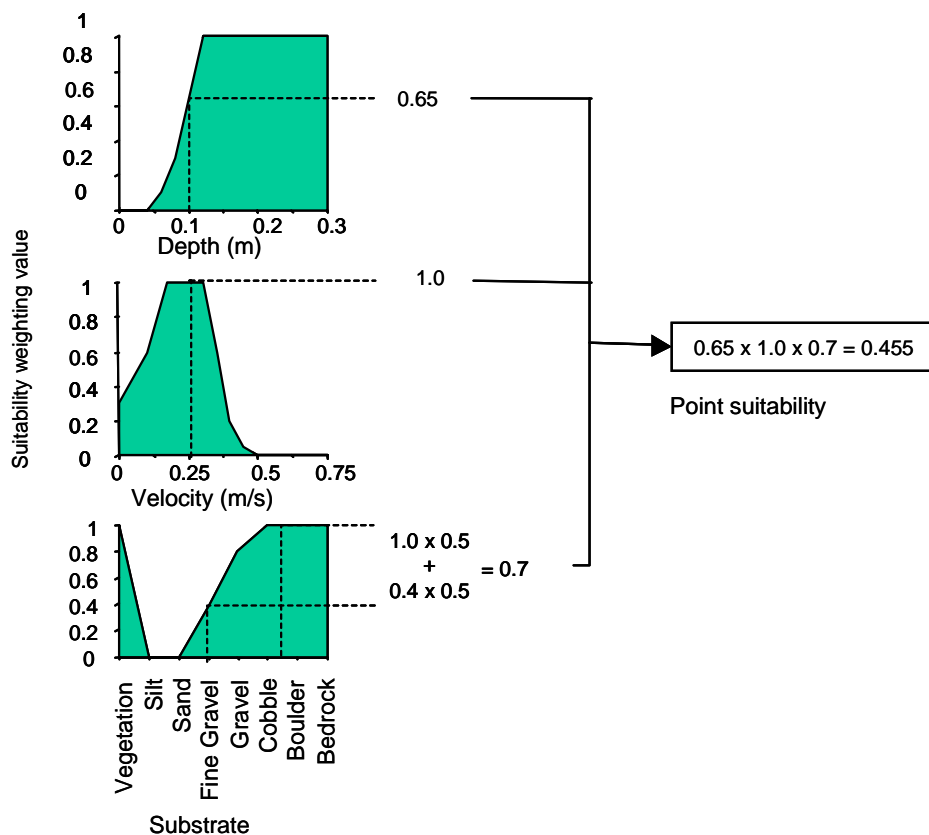 Suitability weighting value
1
0.8
0.6
0.4
0.2
0
0 0.1 0.2 0.3
Depth (m)
0.65
1
0.8
0.6
0.4
0.2
0
0 0.25 0.5 0.75
Velocity (m/s)
1.0
1
0.8
0.6
0.4
0.2
0
Vegetation
Silt
Sand
Fine Gravel
Gravel
Cobble
Boulder
Bedrock
Substrate
1.0 x 0.5
+
0.4 x 0.5
= 0.7
0.65 x 1.0 x 0.7 = 0.455
Point suitability